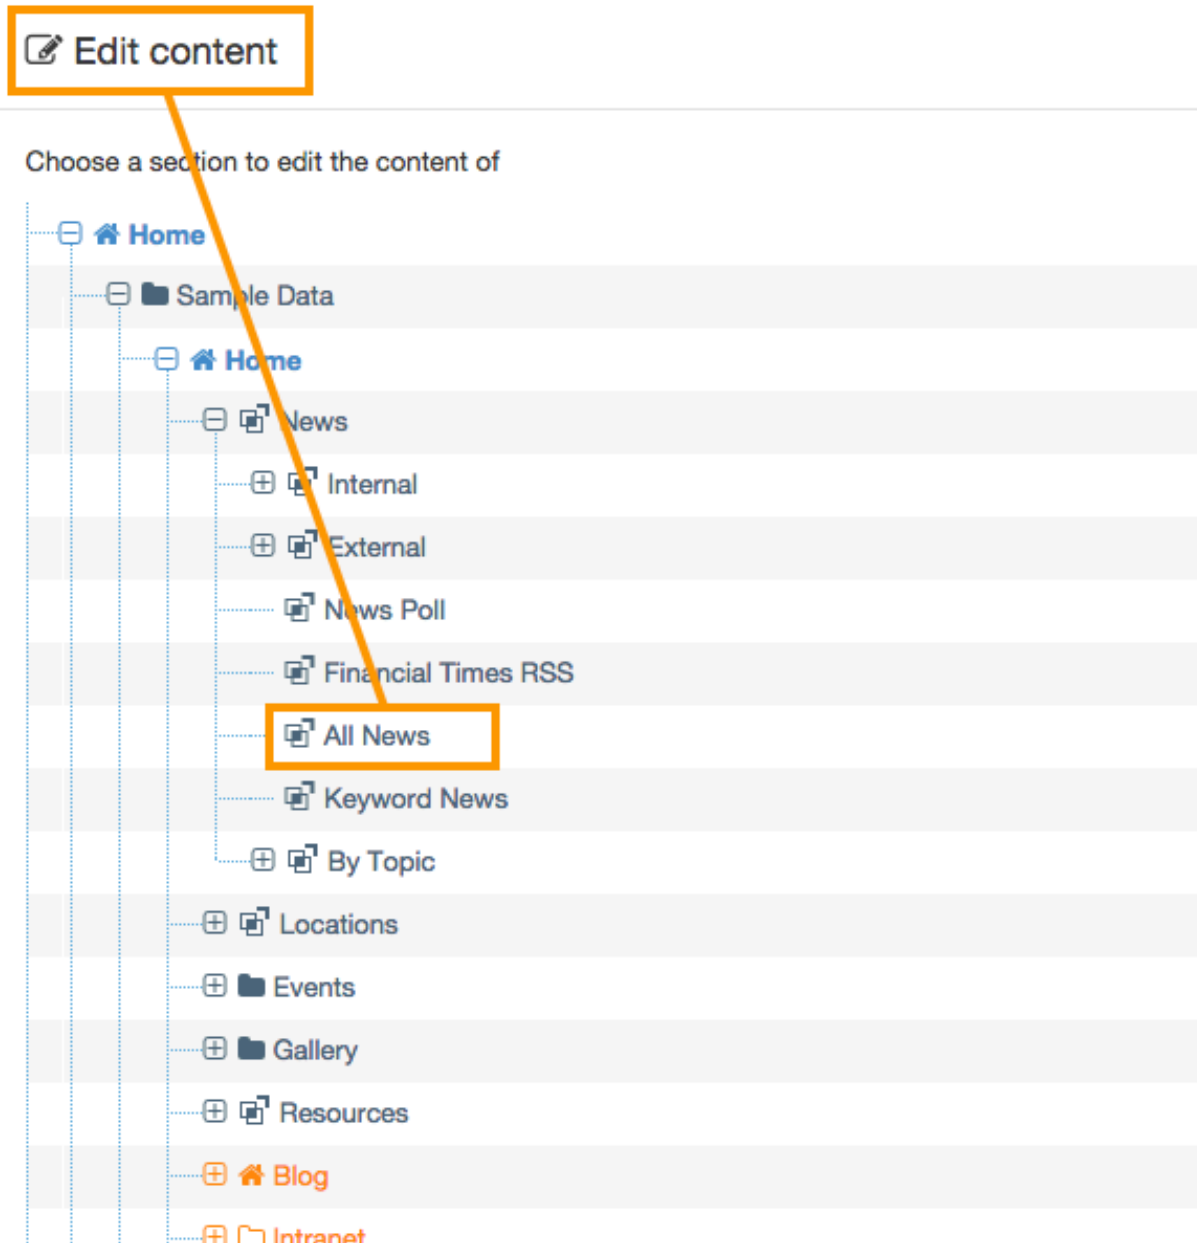 Edit content
Choose a section to edit the content of
Home
Sample Data
Home
News
Internal
External
News Poll
Financial Times RSS
All News
Keyword News
By Topic
Locations
Events
Gallery
Resources
Blog
Intranet